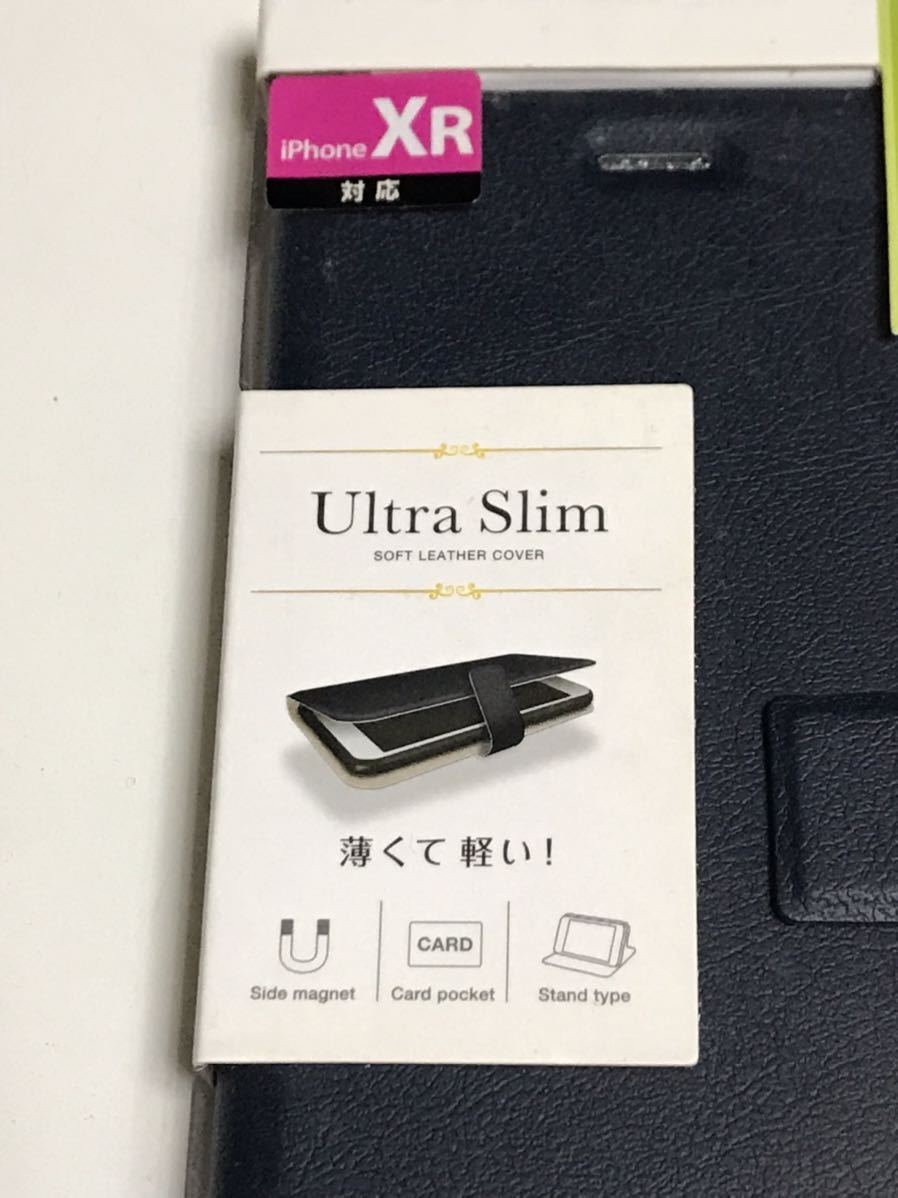 iPhone XR
対応
Ultra Slim
SOFT LEATHER COVER
薄くて 軽い!
CARD
Side magnet
Card pocket
Stand type